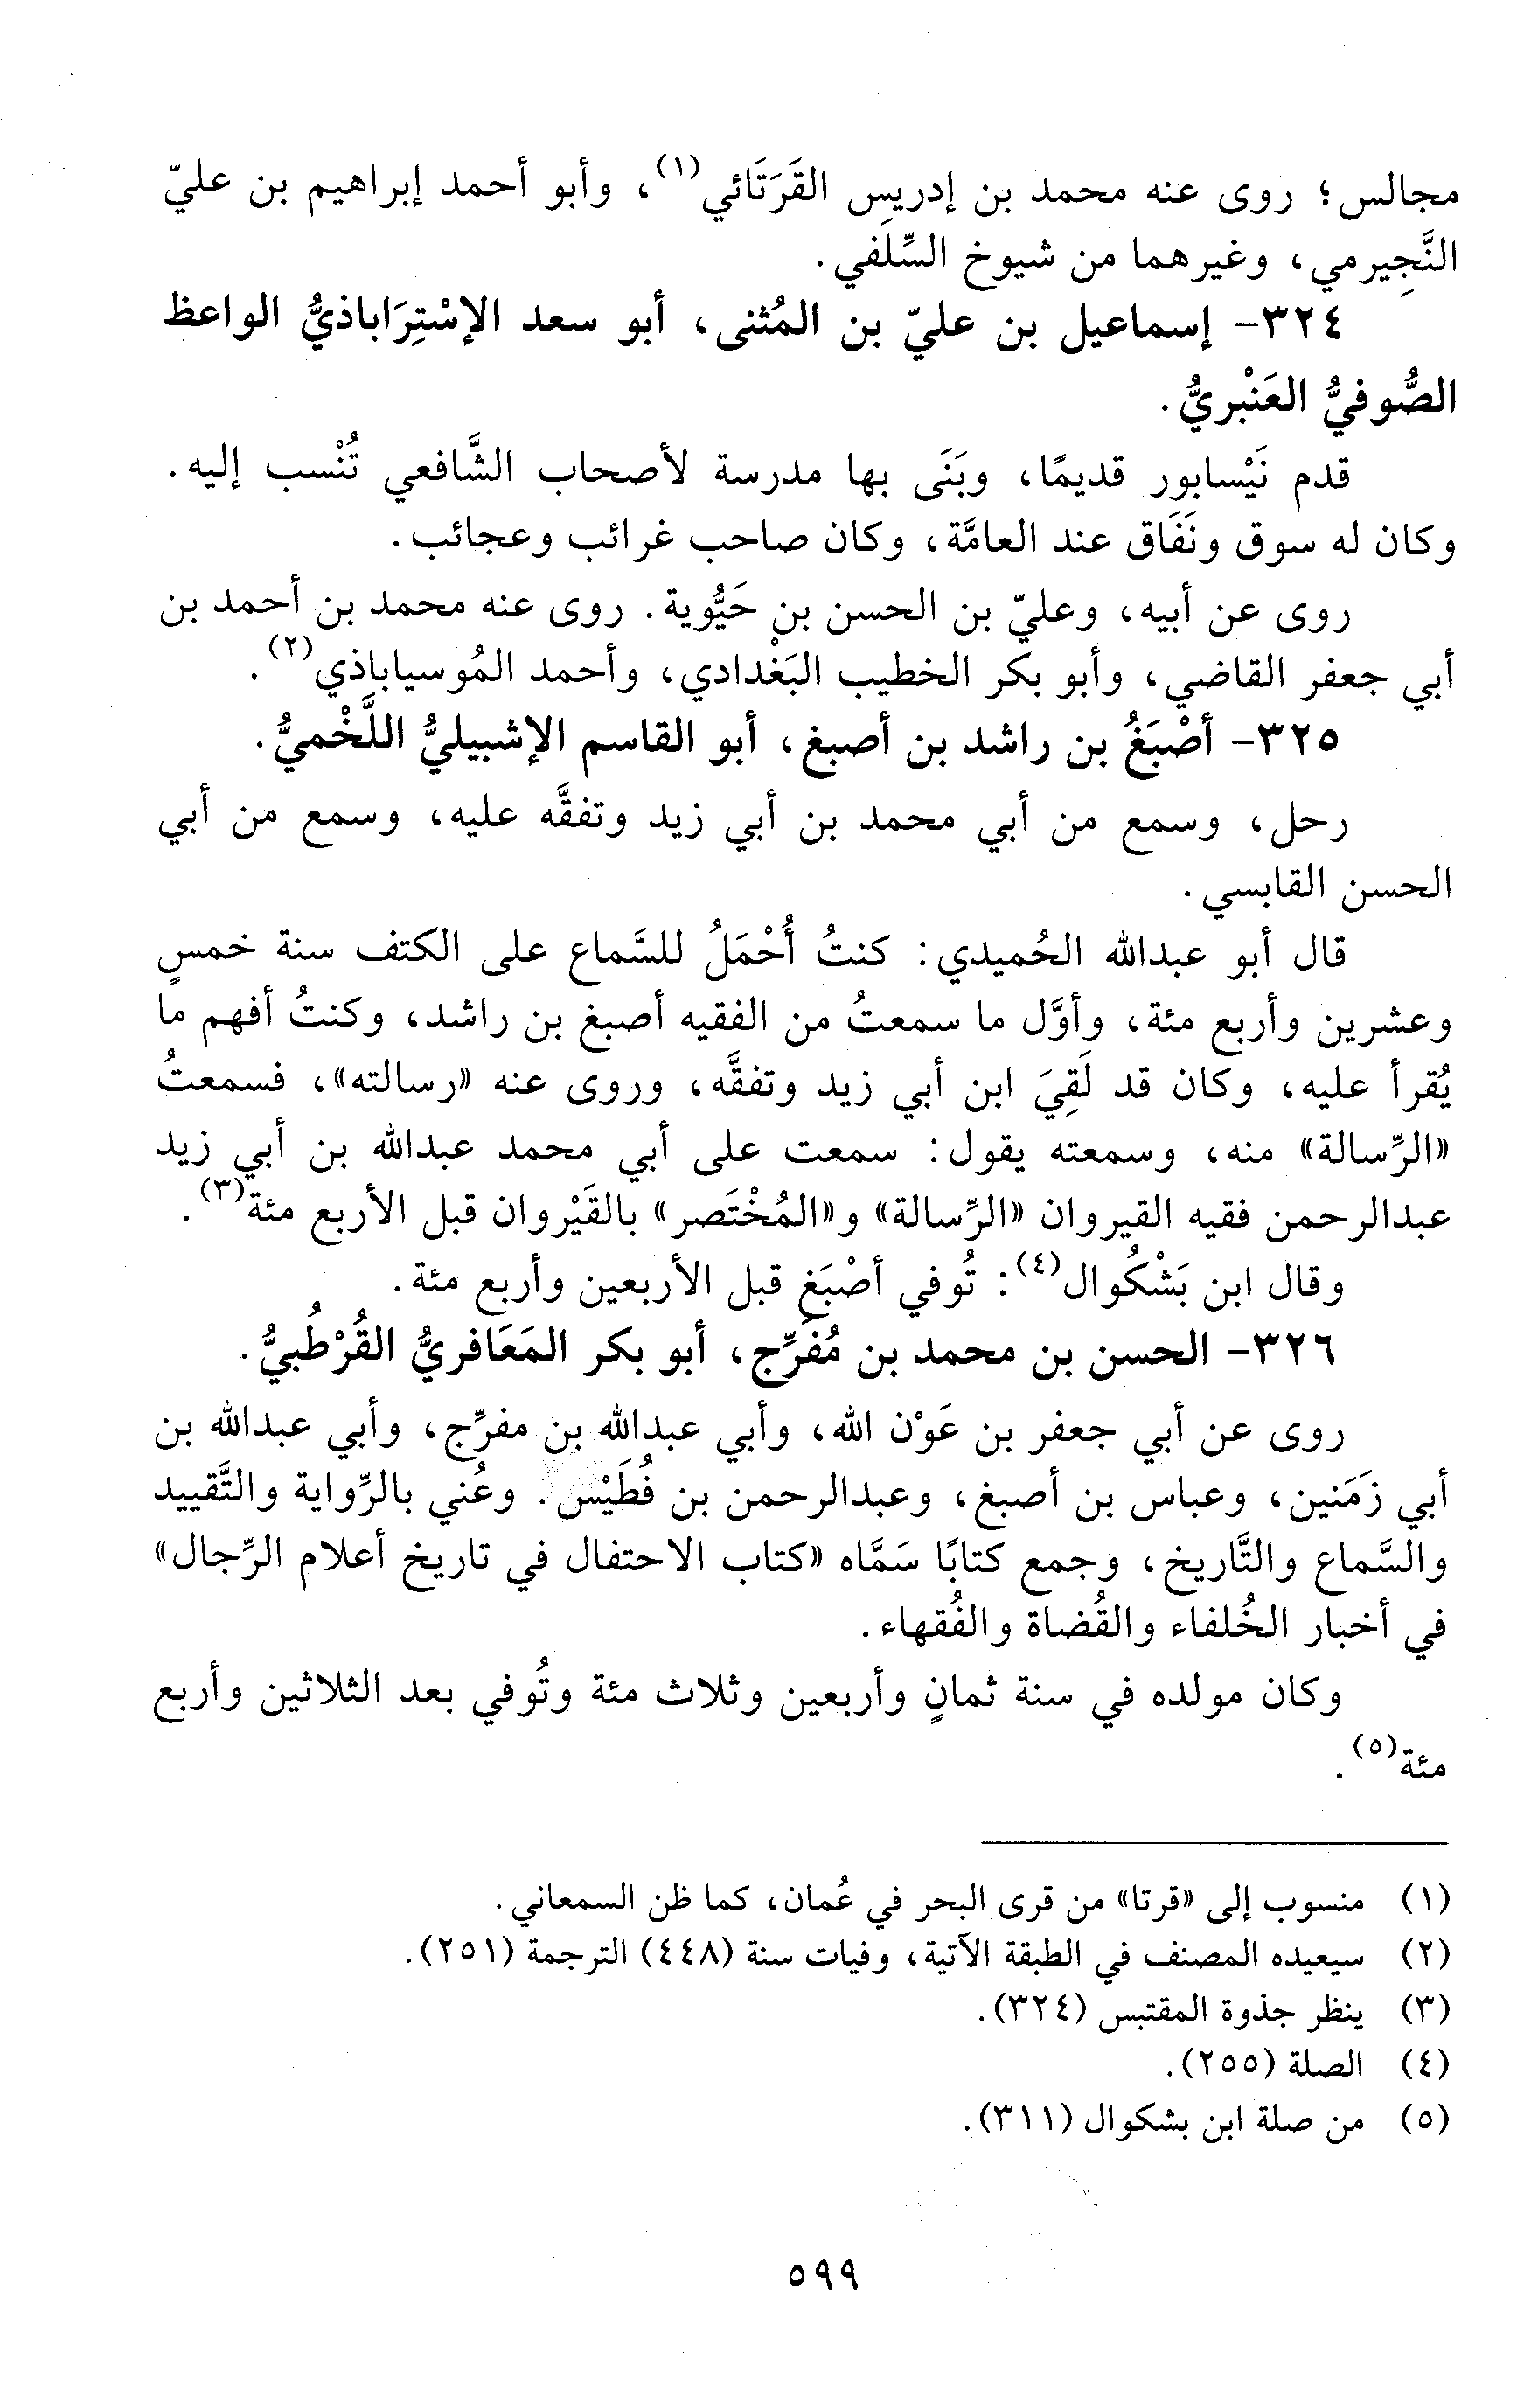 مجالس؛ روى عنه محمد بن إدريس القَرَتَائي(١)، وأبو أحمد إبراهيم بن عليّ
النَّجِيرمي، وغيرهما من شيوخ السِّلَفي.
٣٢٤- إسماعيل بن عليّ بن المُثنى، أبو سعد الإسْتِرَاباذيُّ الواعظ
الصُّوفيُّ العَنْبريُّ.
قدم نَيْسابور قديمًا، وبَنَى بها مدرسة لأصحاب الشَّافعي تُنْسب إليه.
وكان له سوق ونَفَاق عند العامَّة، وكان صاحب غرائب وعجائب.
روى عن أبيه، وعليّ بن الحسن بن حَيُّوية. روى عنه محمد بن أحمد بن
أبي جعفر القاضي، وأبو بكر الخطيب البَغْدادي، وأحمد المُوسياباذي(٢).
٣٢٥- أصْبَغُ بن راشد بن أصبغ، أبو القاسم الإشبيليُّ اللَّخْميُّ.
رحل، وسمع من أبي محمد بن أبي زيد وتفقَّه عليه، وسمع من أبي
الحسن القابسي.
قال أبو عبدالله الحُميدي: كنتُ أُحْمَلُ للسَّماع على الكتف سنة خمسٍ
وعشرين وأربع مئة، وأوَّل ما سمعتُ من الفقيه أصبغ بن راشد، وكنتُ أفهم ما
يُقرأ عليه، وكان قد لَقِيَ ابن أبي زيد وتفقَّه، وروى عنه «رسالته»، فسمعتُ
«الرِّسالة» منه، وسمعته يقول: سمعت على أبي محمد عبدالله بن أبي زيد
عبدالرحمن فقيه القيروان «الرِّسالة» و«المُخْتَصر» بالقَيْروان قبل الأربع مئة(٣).
وقال ابن بَشْكُوال(٤): تُوفي أصْبَغ قبل الأربعين وأربع مئة.
٣٢٦- الحسن بن محمد بن مُفَرِّج، أبو بكر المَعَافريُّ القُرْطُبيُّ.
روى عن أبي جعفر بن عَوْن الله، وأبي عبدالله بن مفرِّج، وأبي عبدالله بن
أبي زَمَنين، وعباس بن أصبغ، وعبدالرحمن بن فُطَيْس. وعُني بالرِّواية والتَّقييد
والسَّماع والتَّاريخ، وجمع كتابًا سَمَّاه «كتاب الاحتفال في تاريخ أعلام الرِّجال»
في أخبار الخُلفاء والقُضاة والفُقهاء.
وكان مولده في سنة ثمانٍ وأربعين وثلاث مئة وتُوفي بعد الثلاثين وأربع
مئة(٥).
(١) منسوب إلى «قرتا» من قرى البحر في عُمان، كما ظن السمعاني.
(٢) سيعيده المصنف في الطبقة الآتية، وفيات سنة (٤٤٨) الترجمة (٢٥١).
(٣) ينظر جذوة المقتبس (٣٢٤).
(٤) الصلة (٢٥٥).
(٥) من صلة ابن بشكوال (٣١١).
٥٩٩